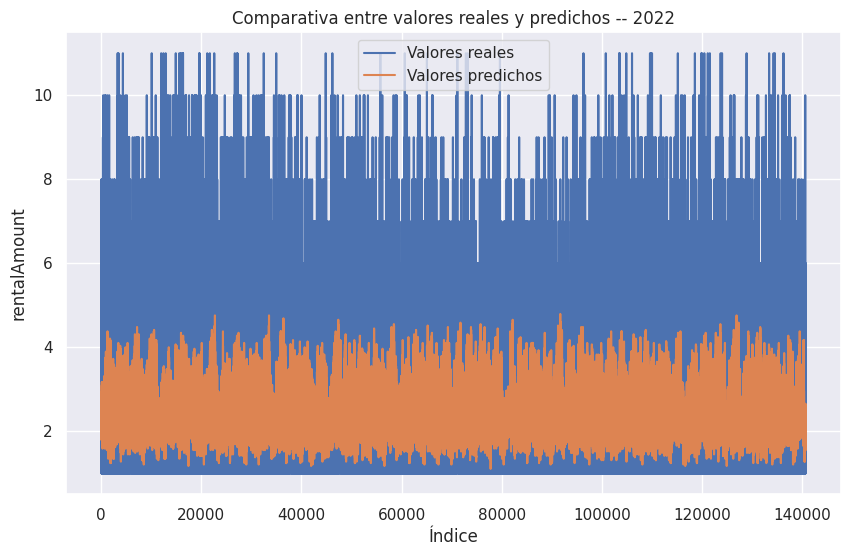 Comparativa entre valores reales y predichos -- 2022
Valores reales
Valores predichos
rentalAmount
10
8
6
4
2
0
20000
40000
60000
80000
100000
120000
140000
Índice